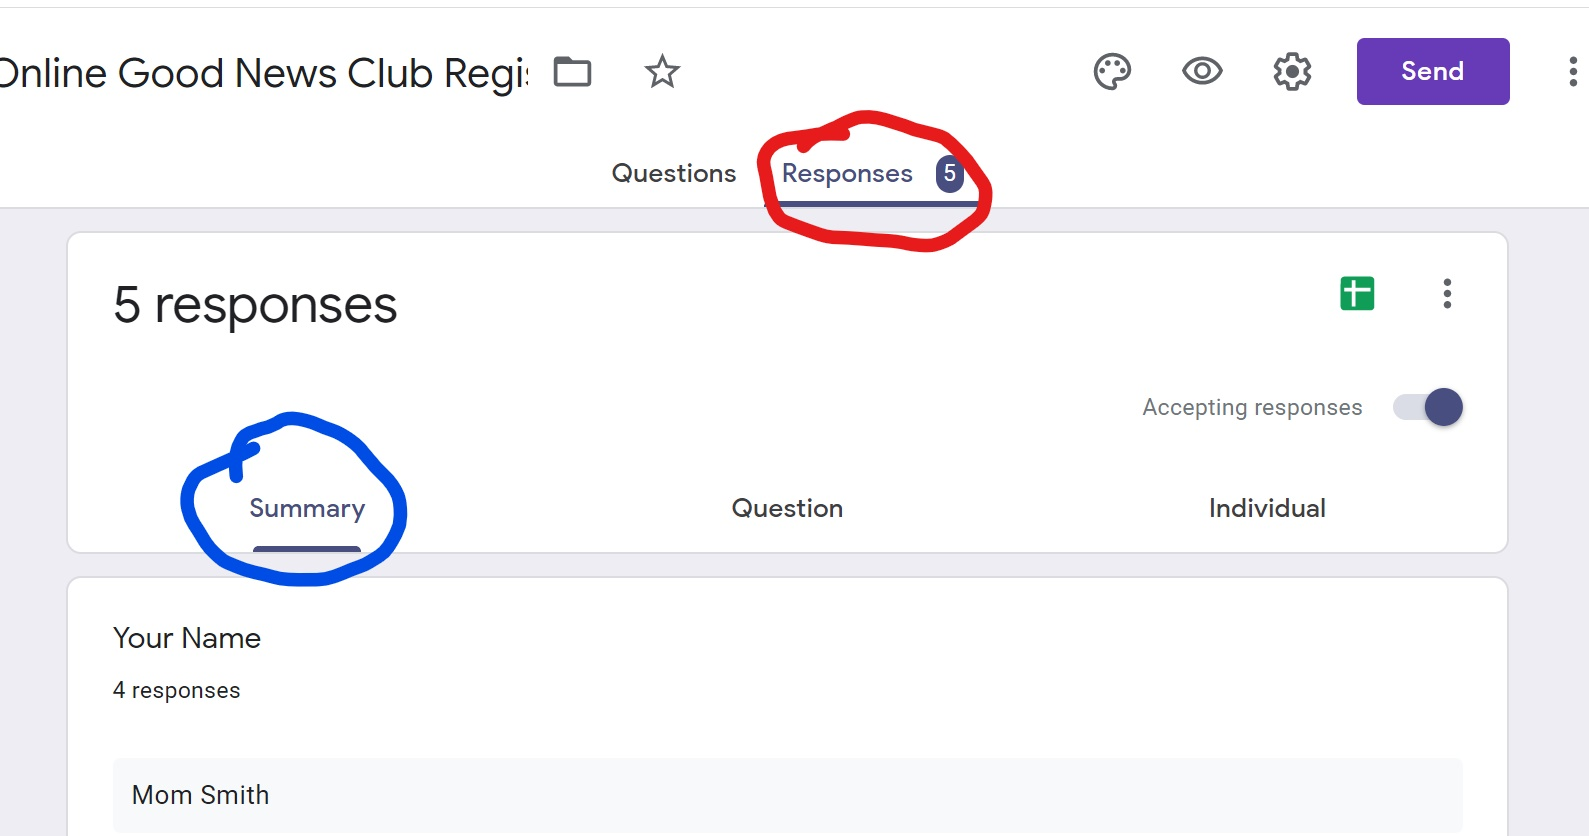 Online Good News Club Regis
Send
Questions
Responses 5
5 responses
Accepting responses
Summary
Question
Individual
Your Name
4 responses
Mom Smith